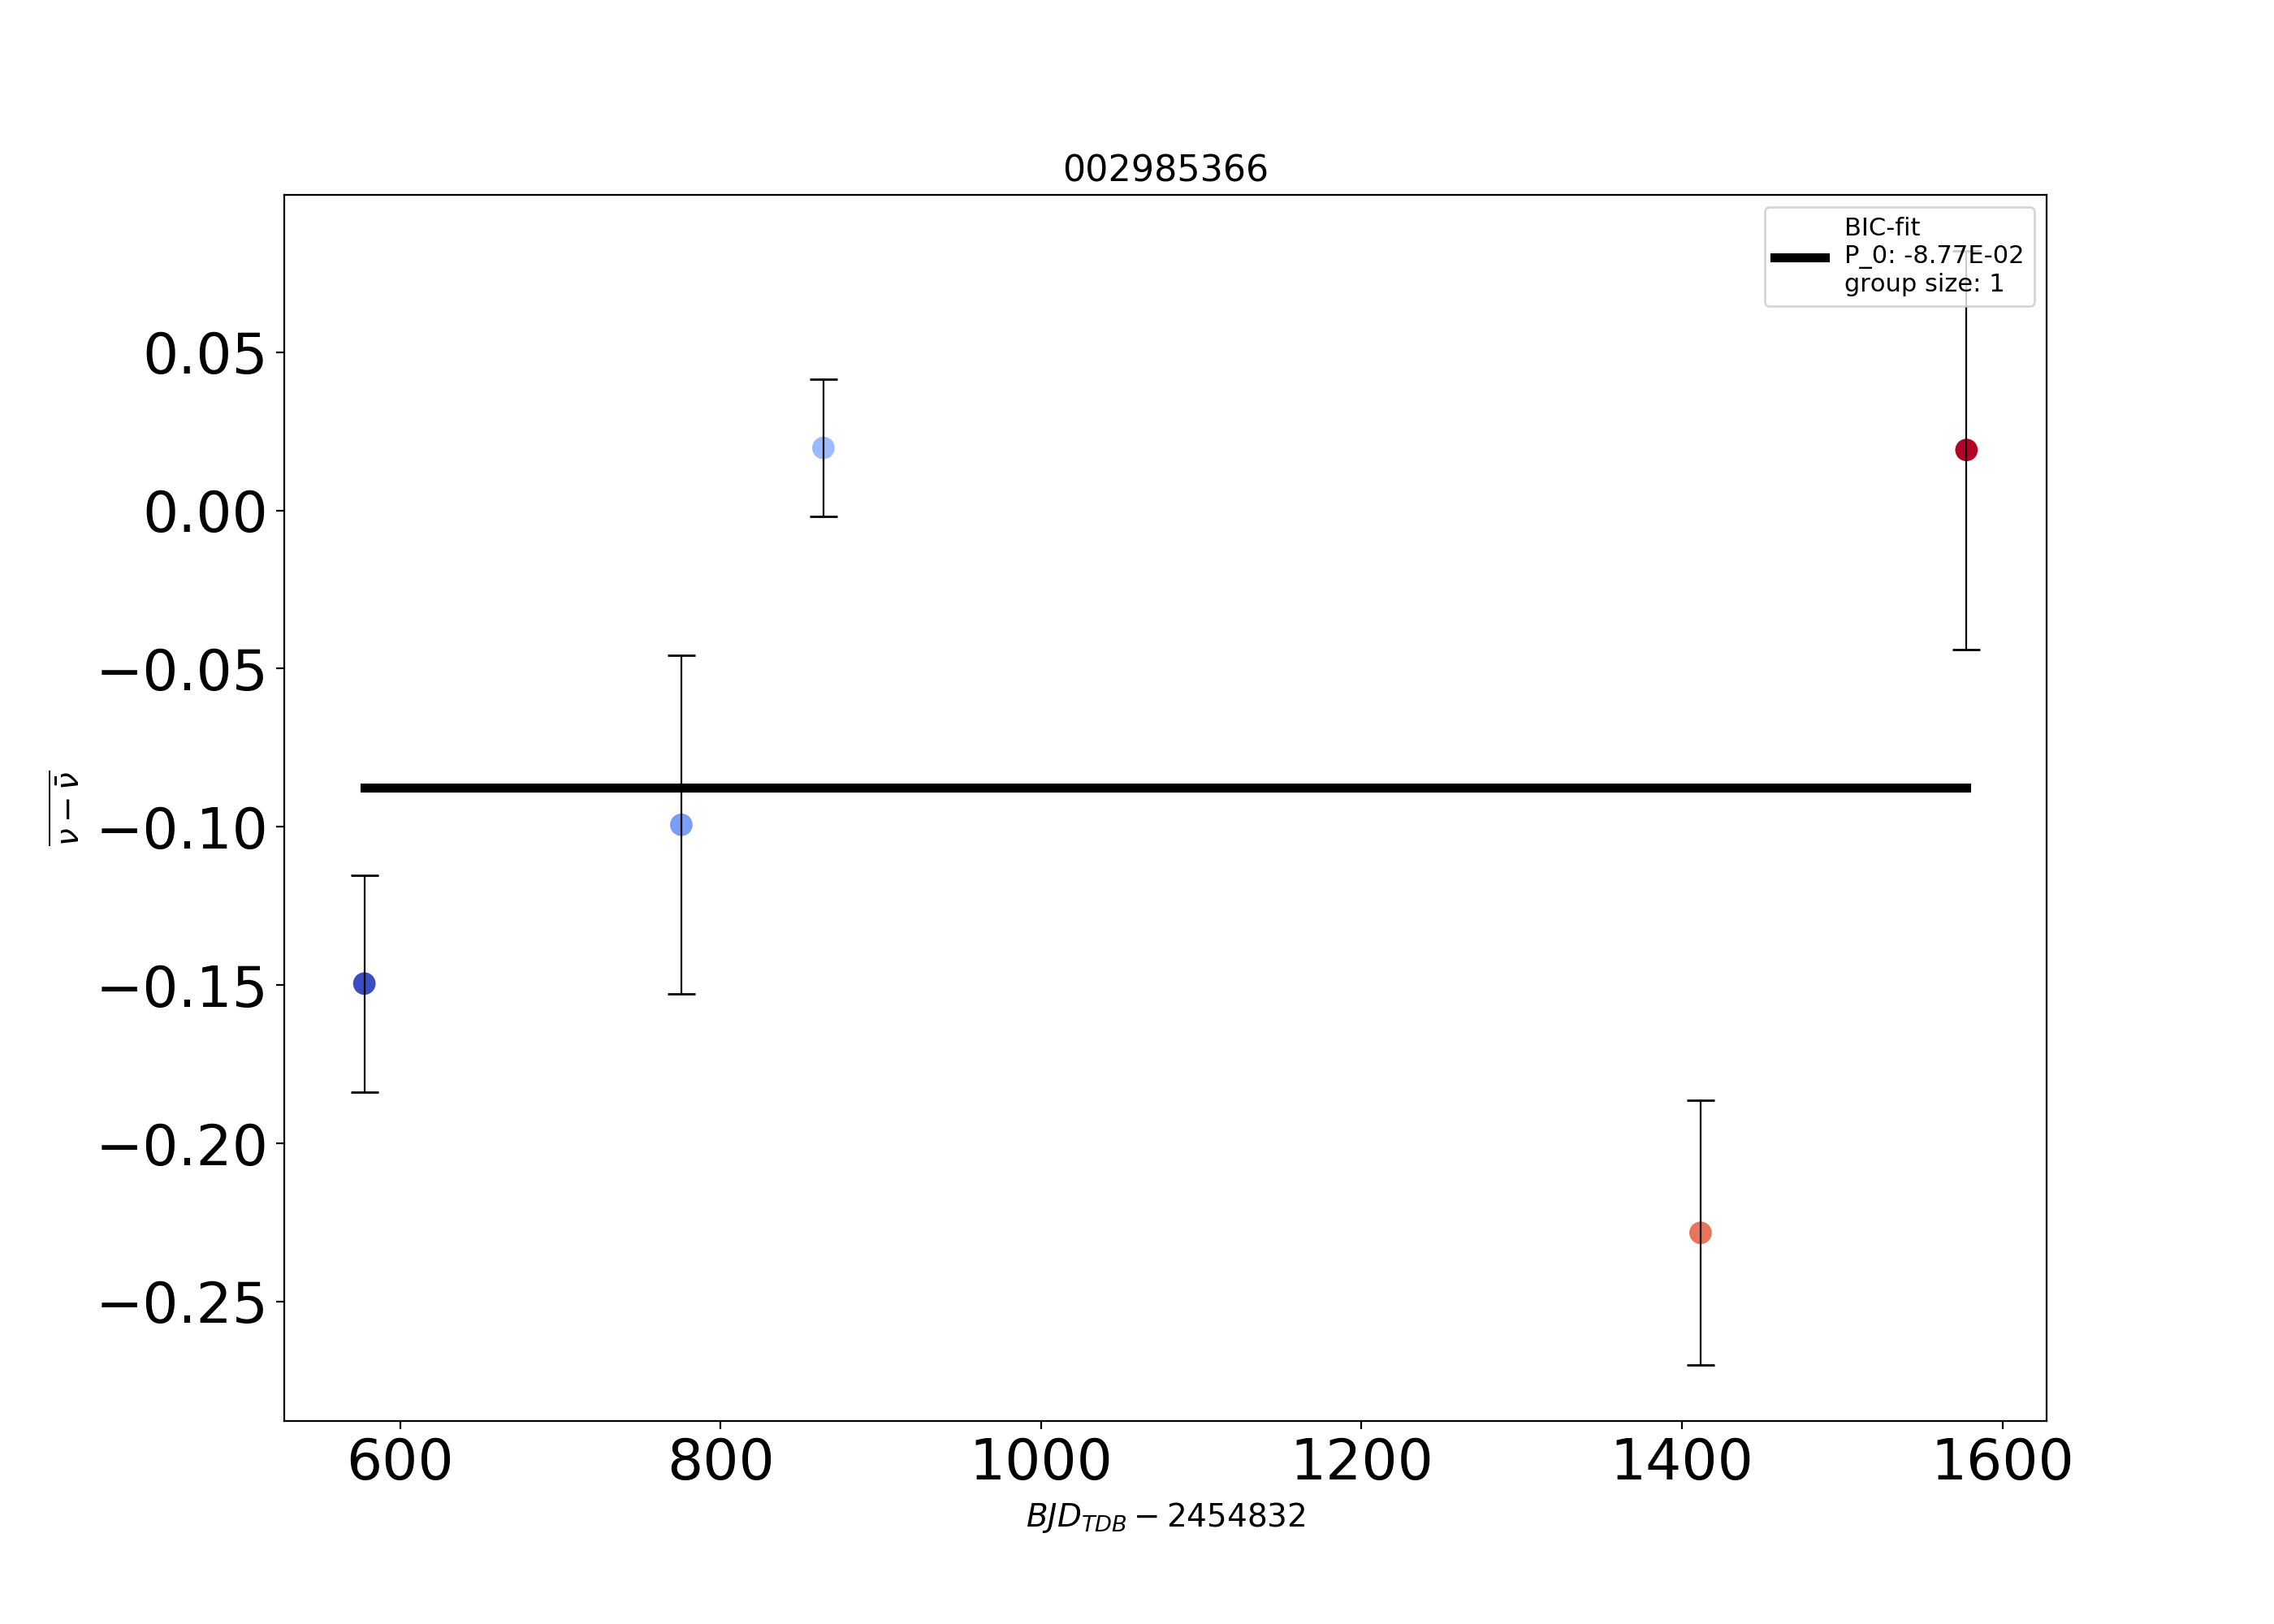 002985366
BIC-fit
P_0: -8.77E-02
group size: 1
0.05
0.00
−0.05
−0.10
−0.15
−0.20
−0.25
ν − ν̄
600 800 1000 1200 1400 1600
BJD_TDB − 2454832